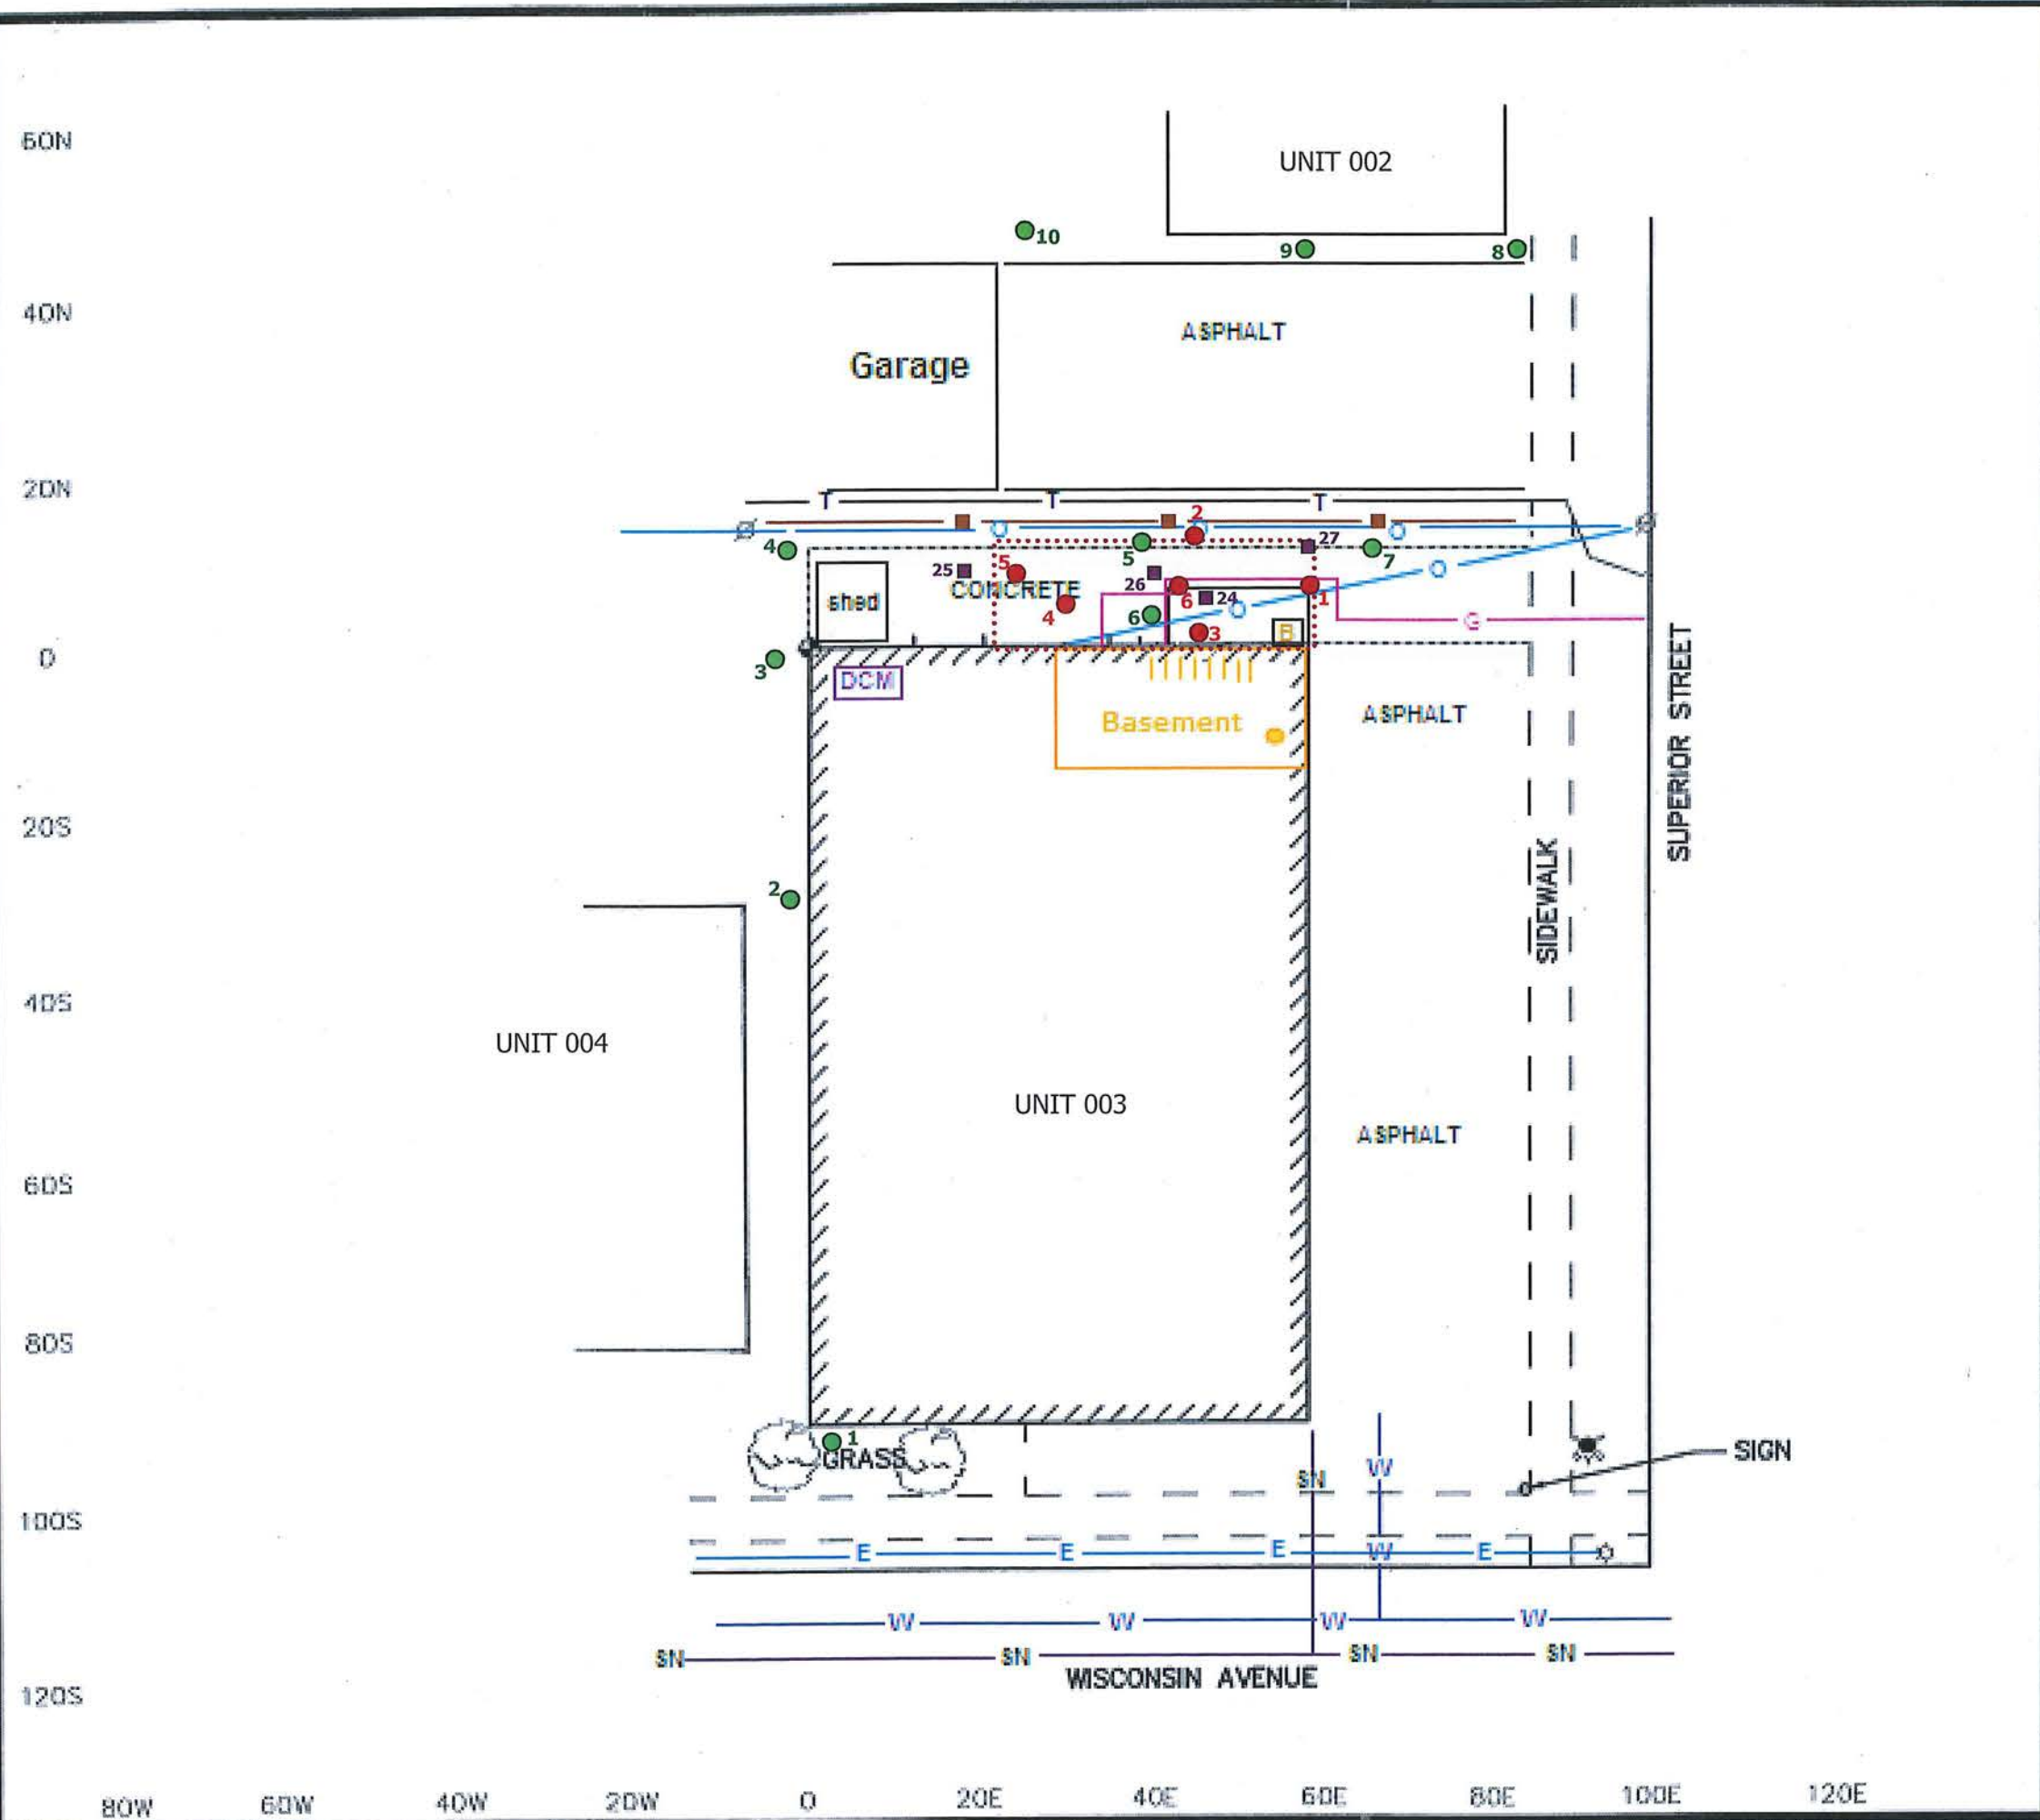 60N
UNIT 002
10
9
8
40N
ASPHALT
Garage
20N
T T T
2
O O O
4
5
27
7
25
5
26
O
CONCRETE
shed
4
6
6
24
1
O
G
3
B
0
3
DCM
ASPHALT
Basement
SUPERIOR STREET
20S
SIDEWALK
2
40S
UNIT 004
UNIT 003
ASPHALT
60S
80S
1
GRASS
SN
W
SIGN
100S
E E E W E
W W W W
SN SN SN SN
WISCONSIN AVENUE
120S
80W 60W 40W 20W 0 20E 40E 60E 80E 100E 120E